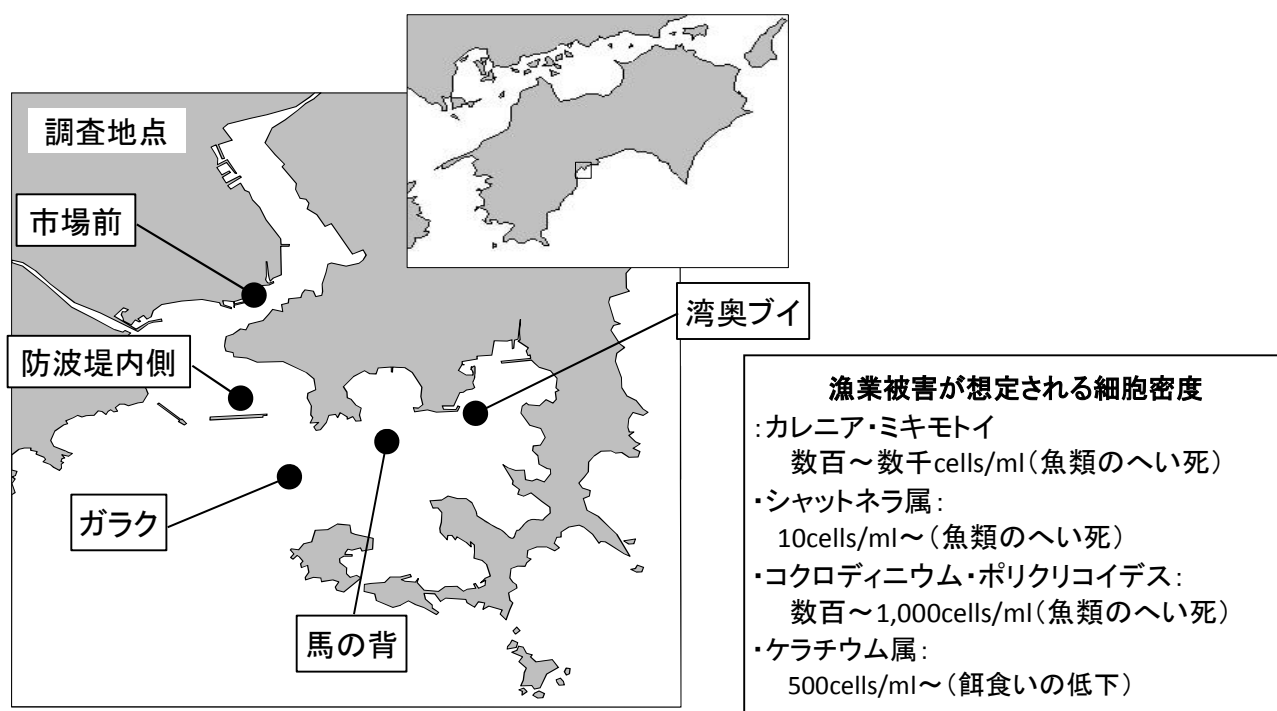 調査地点
市場前
湾奥ブイ
防波堤内側
ガラク
馬の背
漁業被害が想定される細胞密度
:カレニア・ミキモトイ
数百～数千cells/ml(魚類のへい死)
・シャットネラ属:
10cells/ml～(魚類のへい死)
・コクロディニウム・ポリクリコイデス:
数百～1,000cells/ml(魚類のへい死)
・ケラチウム属:
500cells/ml～(餌食いの低下)